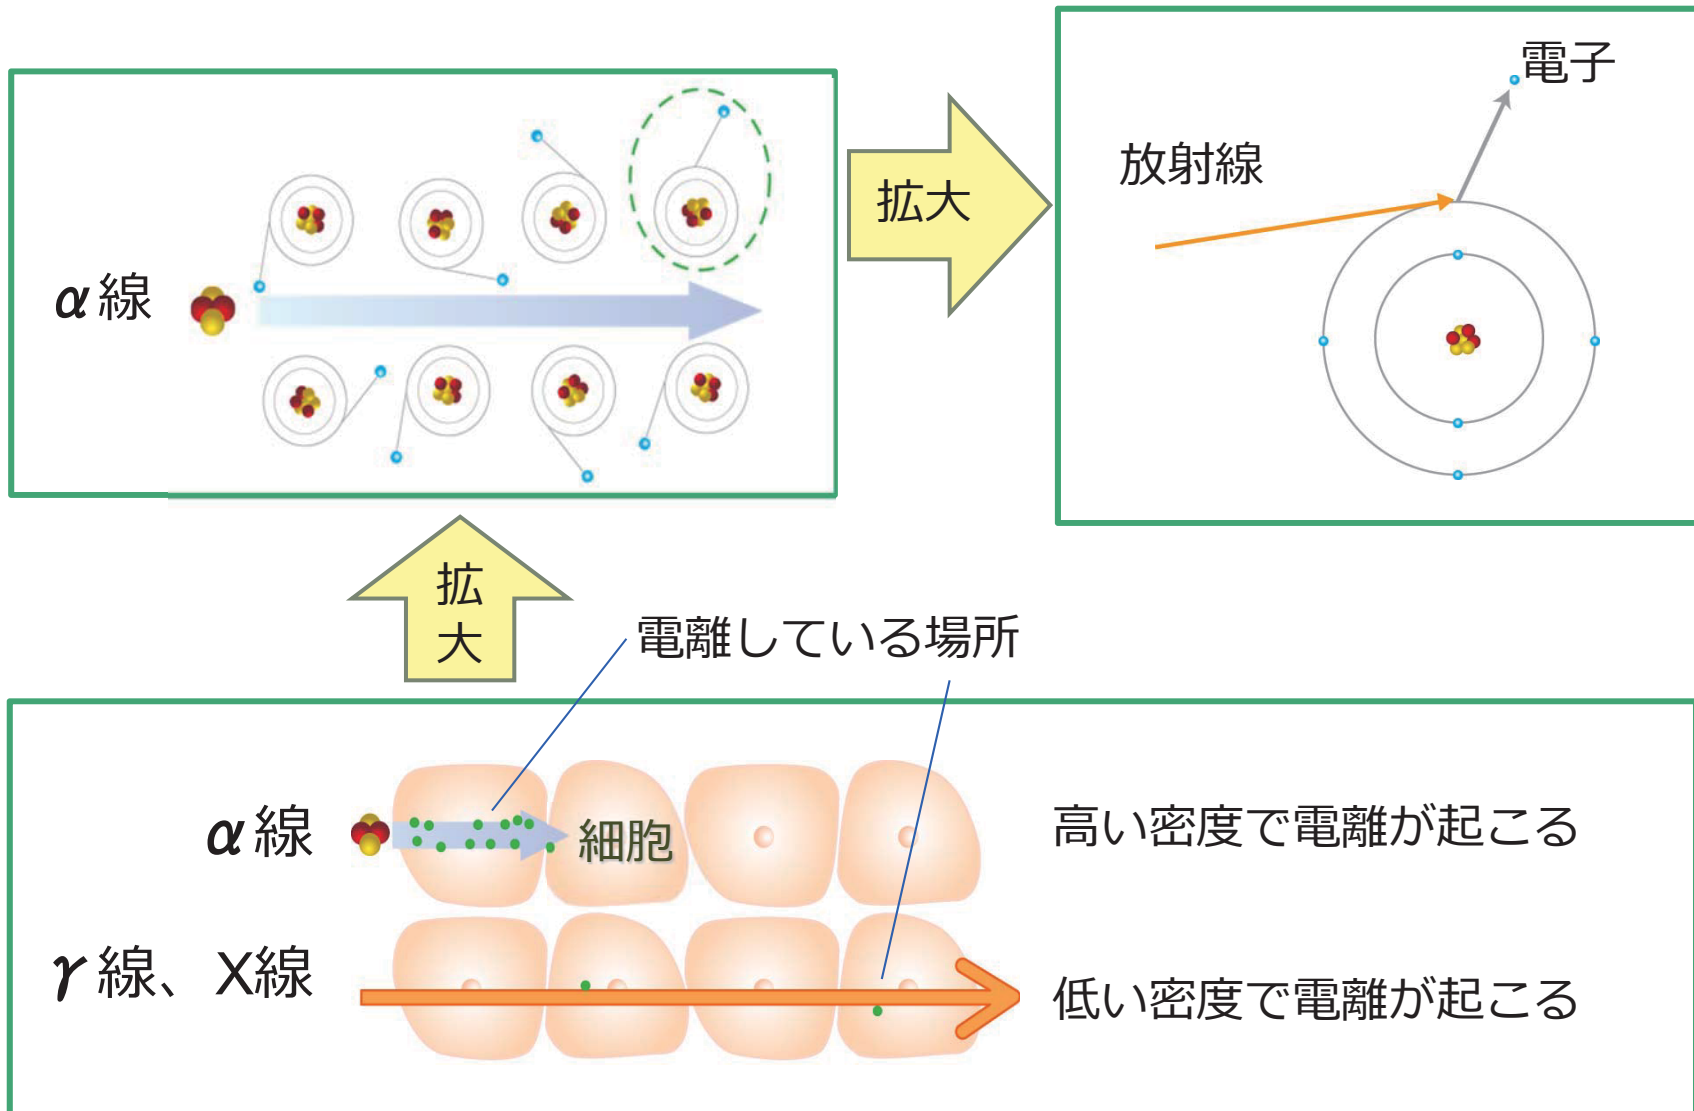 電子
放射線
拡大
α線
拡
大
電離している場所
α線
細胞
高い密度で電離が起こる
γ線、X線
低い密度で電離が起こる